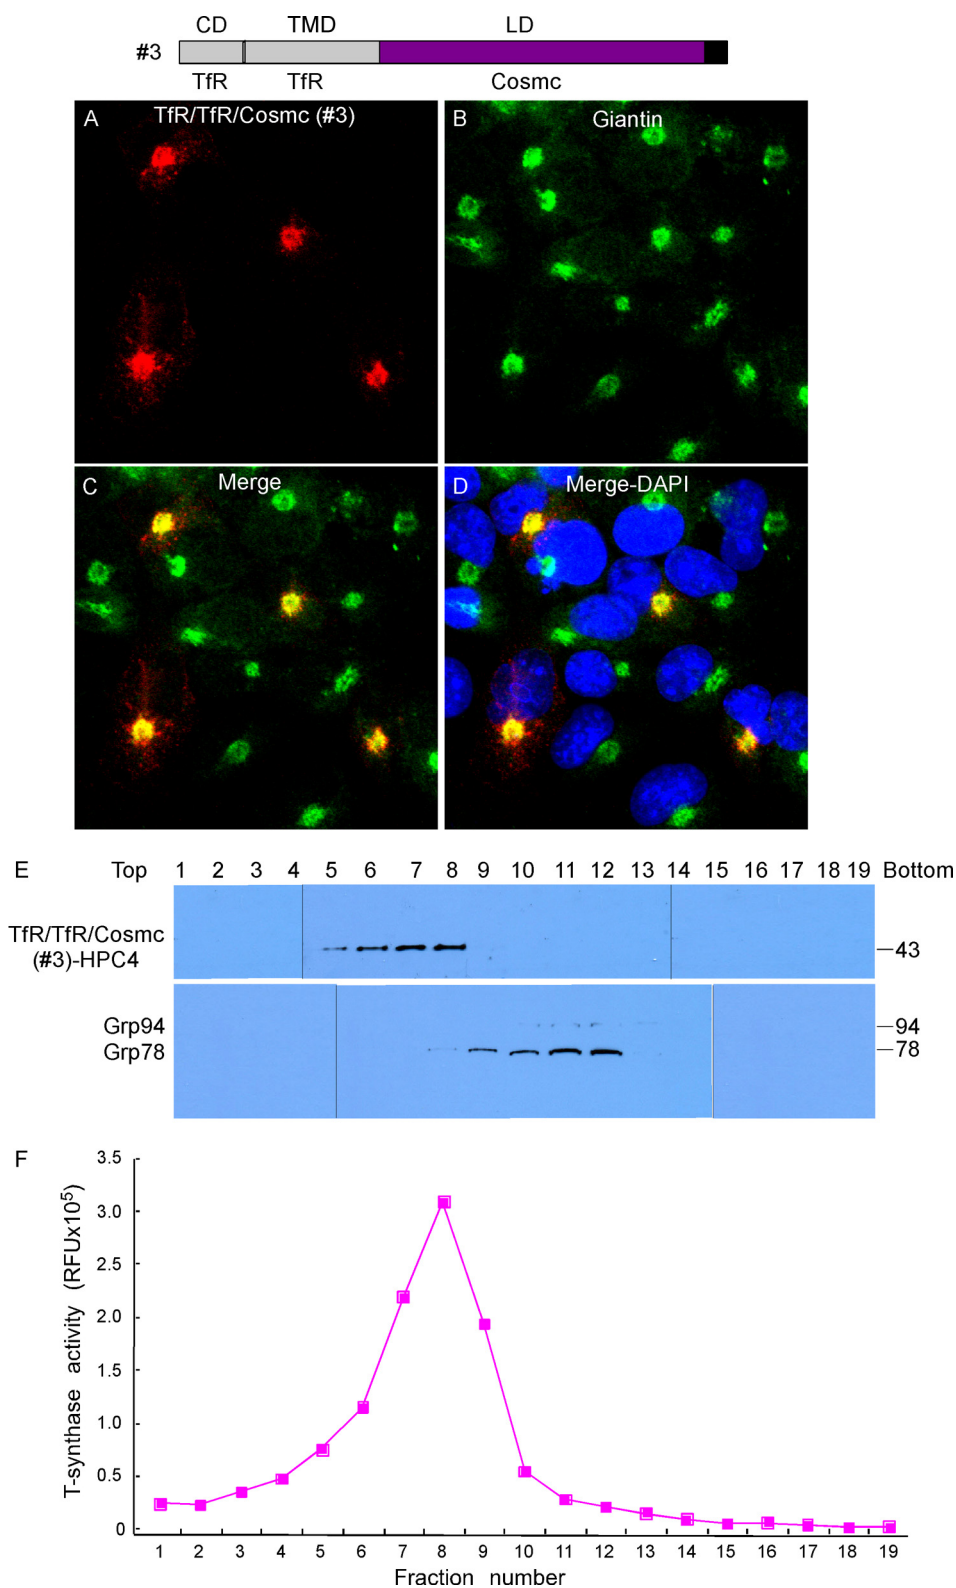 CD TMD LD
#3
TfR TfR Cosmc
A TfR/TfR/Cosmc (#3)
B Giantin
C Merge
D Merge-DAPI
E Top 1 2 3 4 5 6 7 8 9 10 11 12 13 14 15 16 17 18 19 Bottom
TfR/TfR/Cosmc
(#3)-HPC4
43
Grp94 94
Grp78 78
F
T-synthase activity (RFUx10⁵)
3.5
3.0
2.5
2.0
1.5
1.0
0.5
0
1 2 3 4 5 6 7 8 9 10 11 12 13 14 15 16 17 18 19
Fraction number